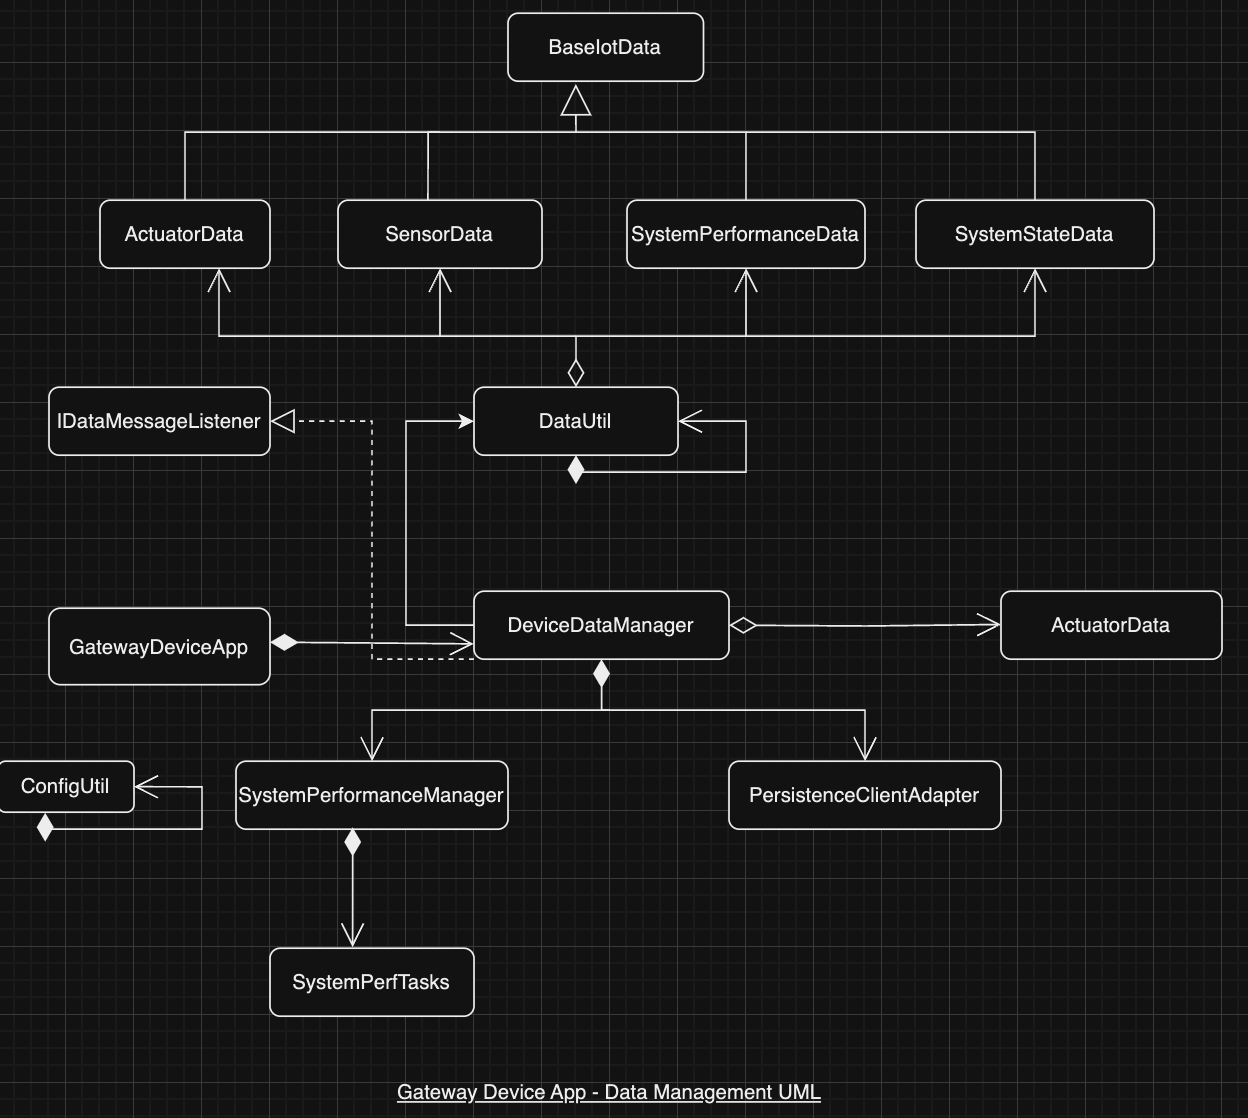 BaseIotData
ActuatorData
SensorData
SystemPerformanceData
SystemStateData
IDataMessageListener
DataUtil
GatewayDeviceApp
DeviceDataManager
ActuatorData
ConfigUtil
SystemPerformanceManager
PersistenceClientAdapter
SystemPerfTasks
Gateway Device App - Data Management UML